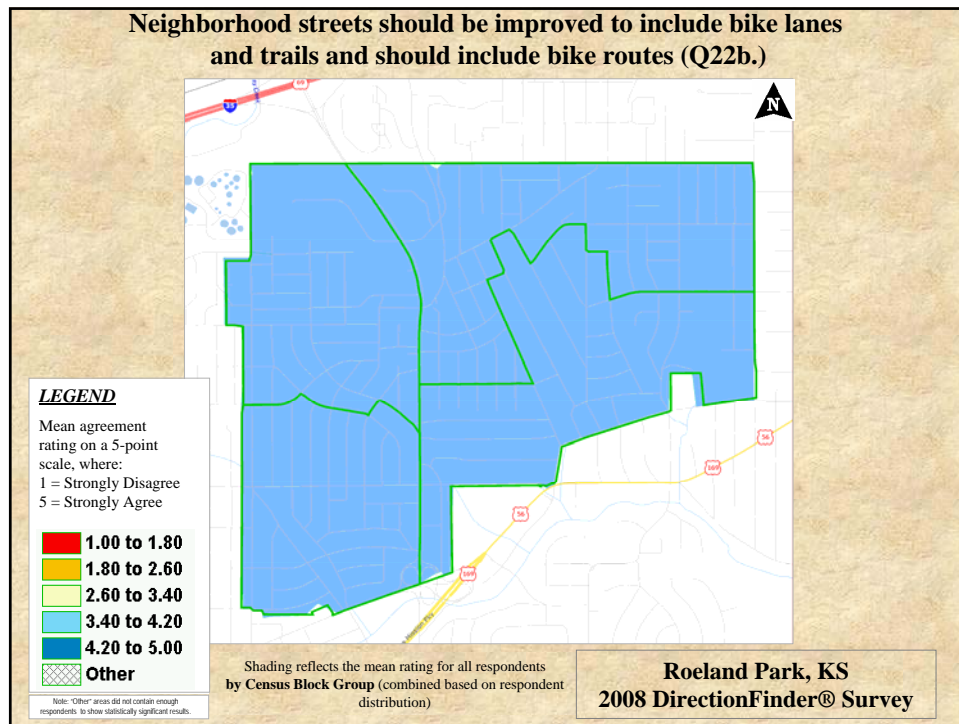 Neighborhood streets should be improved to include bike lanes
and trails and should include bike routes (Q22b.)
69
35
N
LEGEND
Mean agreement
rating on a 5-point
scale, where:
1 = Strongly Disagree
5 = Strongly Agree
1.00 to 1.80
1.80 to 2.60
2.60 to 3.40
3.40 to 4.20
4.20 to 5.00
Other
Note: "Other" areas did not contain enough
respondents to show statistically significant results.
56
169
56
169
Mission Pky
Shading reflects the mean rating for all respondents
by Census Block Group (combined based on respondent
distribution)
Roeland Park, KS
2008 DirectionFinder® Survey